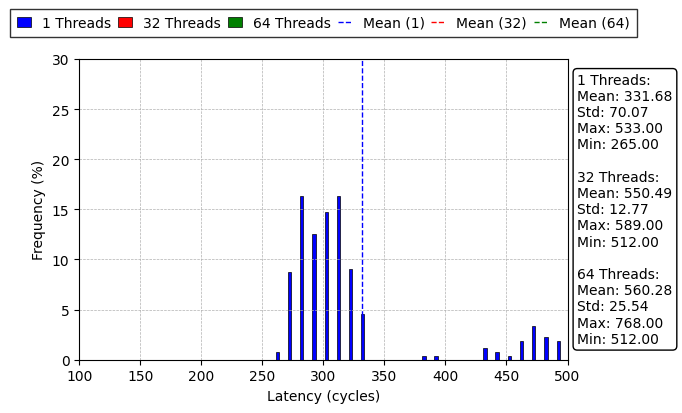 1 Threads 32 Threads 64 Threads Mean (1) Mean (32) Mean (64)
30
25
20
15
10
5
0
Frequency (%)
100 150 200 250 300 350 400 450 500
Latency (cycles)
1 Threads:
Mean: 331.68
Std: 70.07
Max: 533.00
Min: 265.00
32 Threads:
Mean: 550.49
Std: 12.77
Max: 589.00
Min: 512.00
64 Threads:
Mean: 560.28
Std: 25.54
Max: 768.00
Min: 512.00